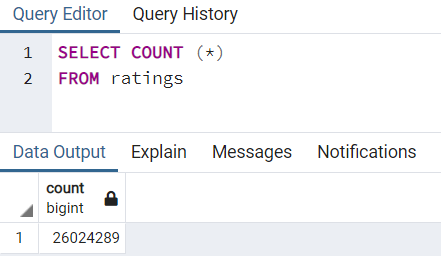 Query Editor Query History
1 SELECT COUNT (*)
2 FROM ratings
Data Output Explain Messages Notifications
count
bigint
1 26024289